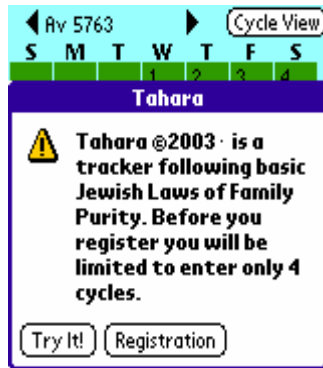 Av 5763 Cycle View
S M T W T F S
1 2 3 4
Tahara
Tahara ©2003 · is a
tracker following basic
Jewish Laws of Family
Purity. Before you
register you will be
limited to enter only 4
cycles.
Try It! Registration